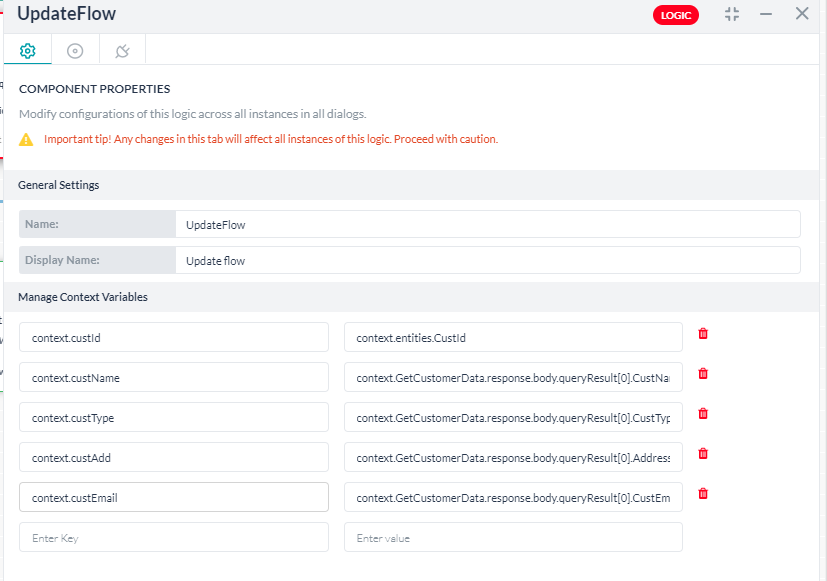 UpdateFlow
LOGIC
COMPONENT PROPERTIES
Modify configurations of this logic across all instances in all dialogs.
Important tip! Any changes in this tab will affect all instances of this logic. Proceed with caution.
General Settings
Name: UpdateFlow
Display Name: Update flow
Manage Context Variables
context.custId context.entities.CustId
context.custName context.GetCustomerData.response.body.queryResult[0].CustNa
context.custType context.GetCustomerData.response.body.queryResult[0].CustTyp
context.custAdd context.GetCustomerData.response.body.queryResult[0].Address
context.custEmail context.GetCustomerData.response.body.queryResult[0].CustEm
Enter Key Enter value